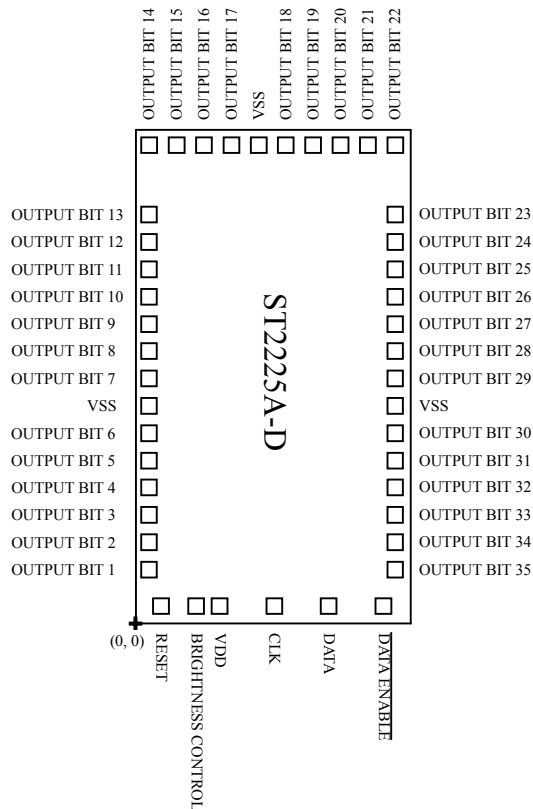 OUTPUT BIT 14
OUTPUT BIT 15
OUTPUT BIT 16
OUTPUT BIT 17
VSS
OUTPUT BIT 18
OUTPUT BIT 19
OUTPUT BIT 20
OUTPUT BIT 21
OUTPUT BIT 22
OUTPUT BIT 13
OUTPUT BIT 12
OUTPUT BIT 11
OUTPUT BIT 10
OUTPUT BIT 9
OUTPUT BIT 8
OUTPUT BIT 7
VSS
OUTPUT BIT 6
OUTPUT BIT 5
OUTPUT BIT 4
OUTPUT BIT 3
OUTPUT BIT 2
OUTPUT BIT 1
ST2225A-D
OUTPUT BIT 23
OUTPUT BIT 24
OUTPUT BIT 25
OUTPUT BIT 26
OUTPUT BIT 27
OUTPUT BIT 28
OUTPUT BIT 29
VSS
OUTPUT BIT 30
OUTPUT BIT 31
OUTPUT BIT 32
OUTPUT BIT 33
OUTPUT BIT 34
OUTPUT BIT 35
(0, 0)
RESET
BRIGHTNESS CONTROL
VDD
CLK
DATA
DATA ENABLE